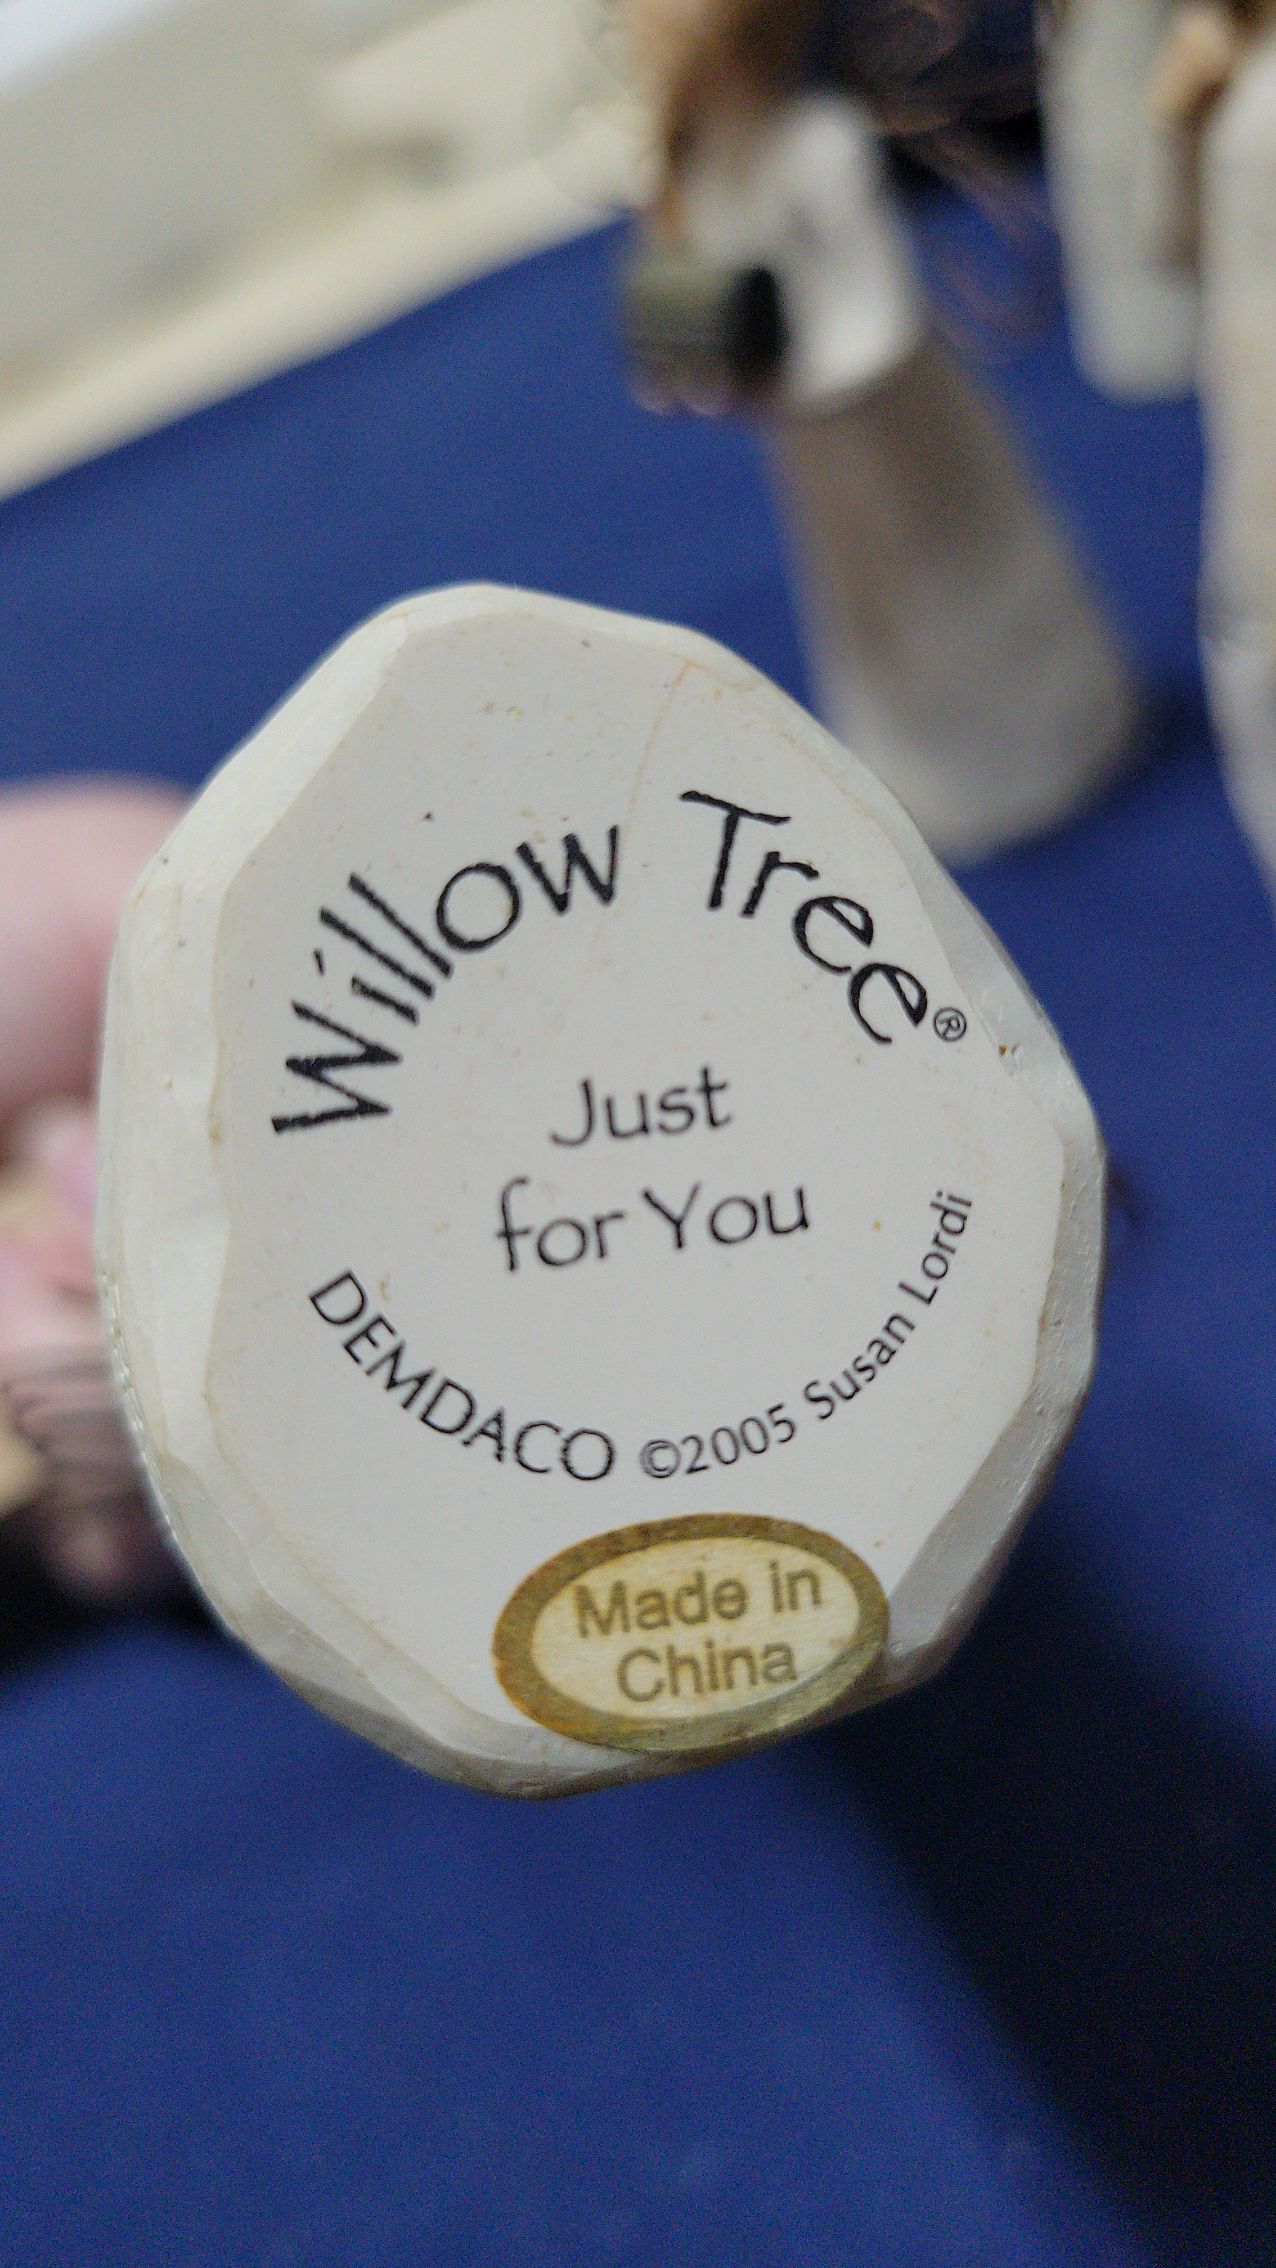 Willow Tree®
Just
for You
DEMDACO ©2005 Susan Lordi
Made in
China